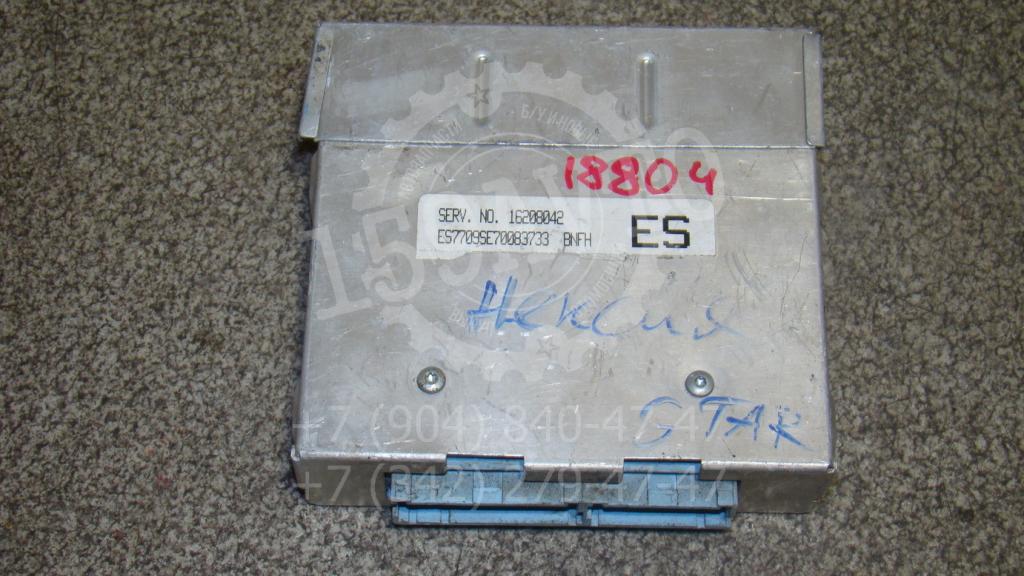 18804
SERV. NO. 16208042
ES7709SE70083733 BNFH
ES
Нексия
GTAR
+7 (904) 840-47-47
+7 (342) 279-47-47